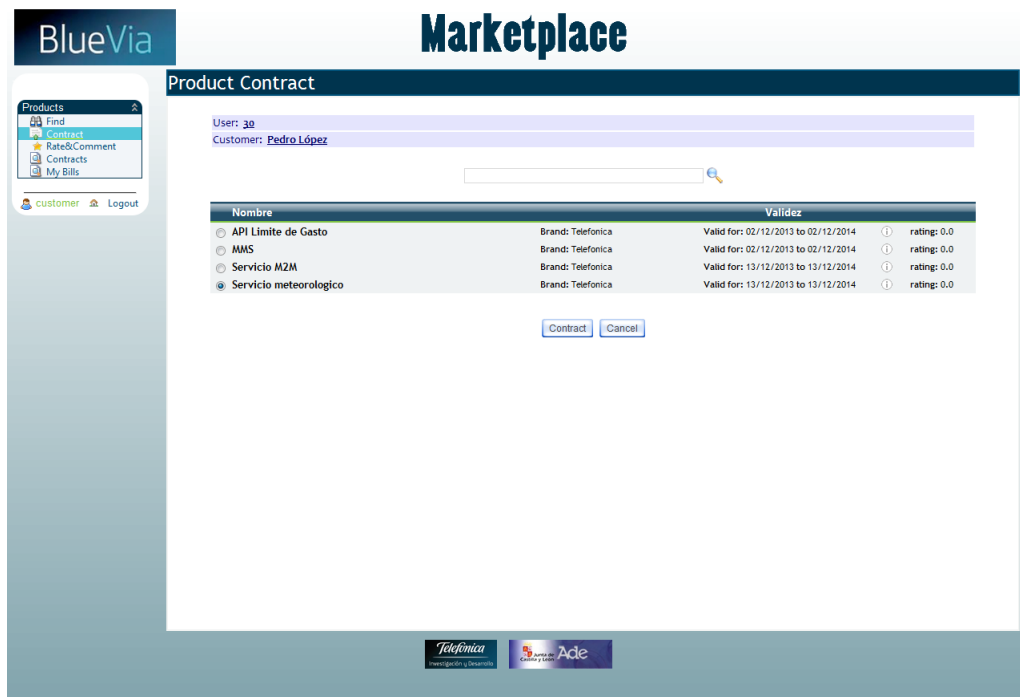 BlueVia
Marketplace
Product Contract
Products
Find
Contract
Rate&Comment
Contracts
My Bills
customer Logout
User: 30
Customer: Pedro López
Nombre Validez
API Limite de Gasto Brand: Telefonica Valid for: 02/12/2013 to 02/12/2014 rating: 0.0
MMS Brand: Telefonica Valid for: 02/12/2013 to 02/12/2014 rating: 0.0
Servicio M2M Brand: Telefonica Valid for: 13/12/2013 to 13/12/2014 rating: 0.0
Servicio meteorologico Brand: Telefonica Valid for: 13/12/2013 to 13/12/2014 rating: 0.0
Contract Cancel
Telefónica
Investigación y Desarrollo
Junta de
Castilla y León
Ade